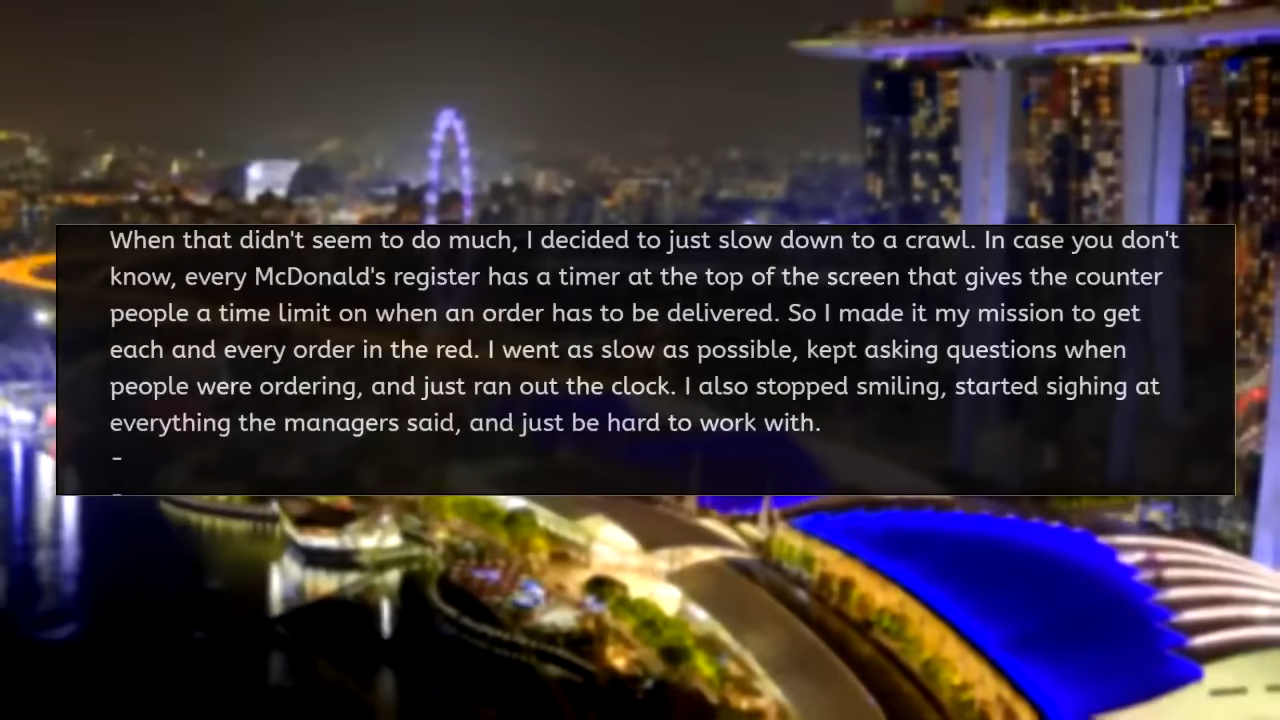 When that didn't seem to do much, I decided to just slow down to a crawl. In case you don't
know, every McDonald's register has a timer at the top of the screen that gives the counter
people a time limit on when an order has to be delivered. So I made it my mission to get
each and every order in the red. I went as slow as possible, kept asking questions when
people were ordering, and just ran out the clock. I also stopped smiling, started sighing at
everything the managers said, and just be hard to work with.
-